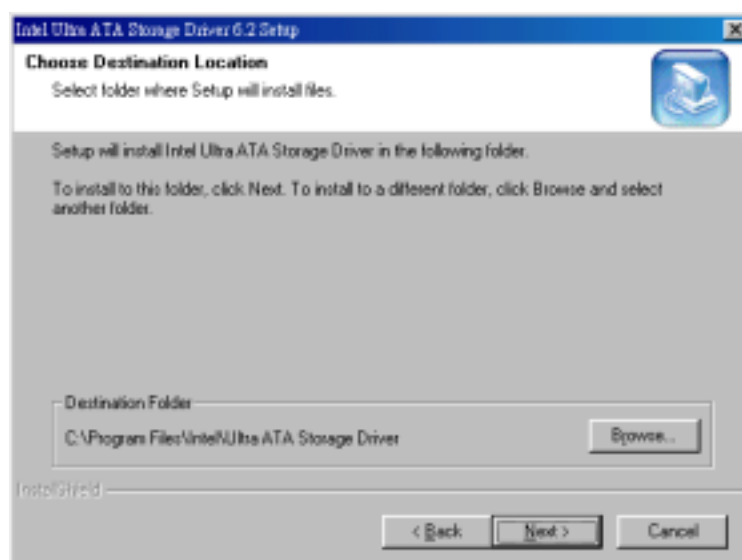 Intel Ultra ATA Storage Driver 6.2 Setup
Choose Destination Location
Select folder where Setup will install files.
Setup will install Intel Ultra ATA Storage Driver in the following folder.
To install to this folder, click Next. To install to a different folder, click Browse and select
another folder.
Destination Folder
C:\Program Files\Intel\Ultra ATA Storage Driver
Browse...
InstallShield
< Back
Next >
Cancel